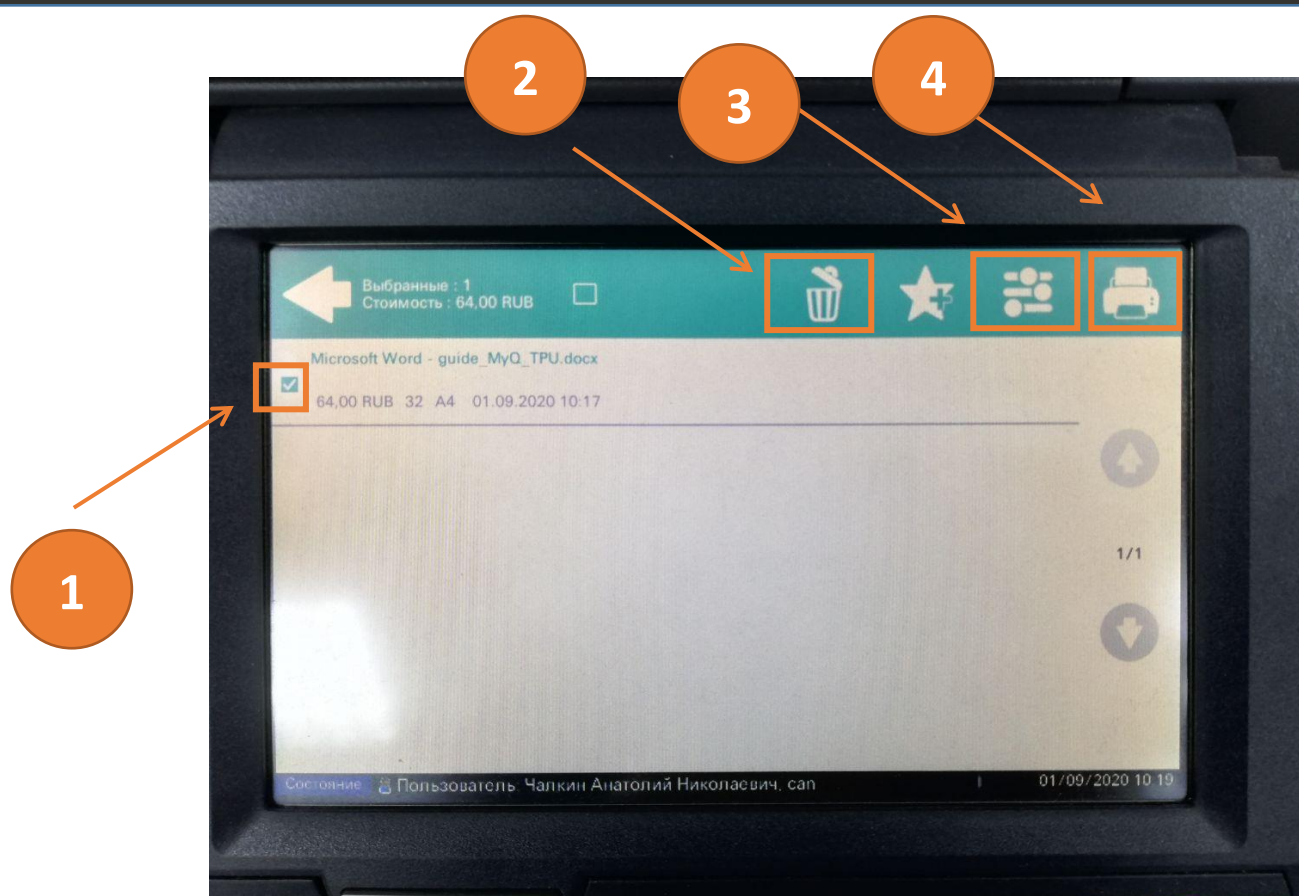 2
3
4
Выбранные : 1
Стоимость : 64,00 RUB
Microsoft Word - guide_MyQ_TPU.docx
64,00 RUB 32 A4 01.09.2020 10:17
1/1
1
Состояние Пользователь: Чалкин Анатолий Николаевич, can 01/09/2020 10:19